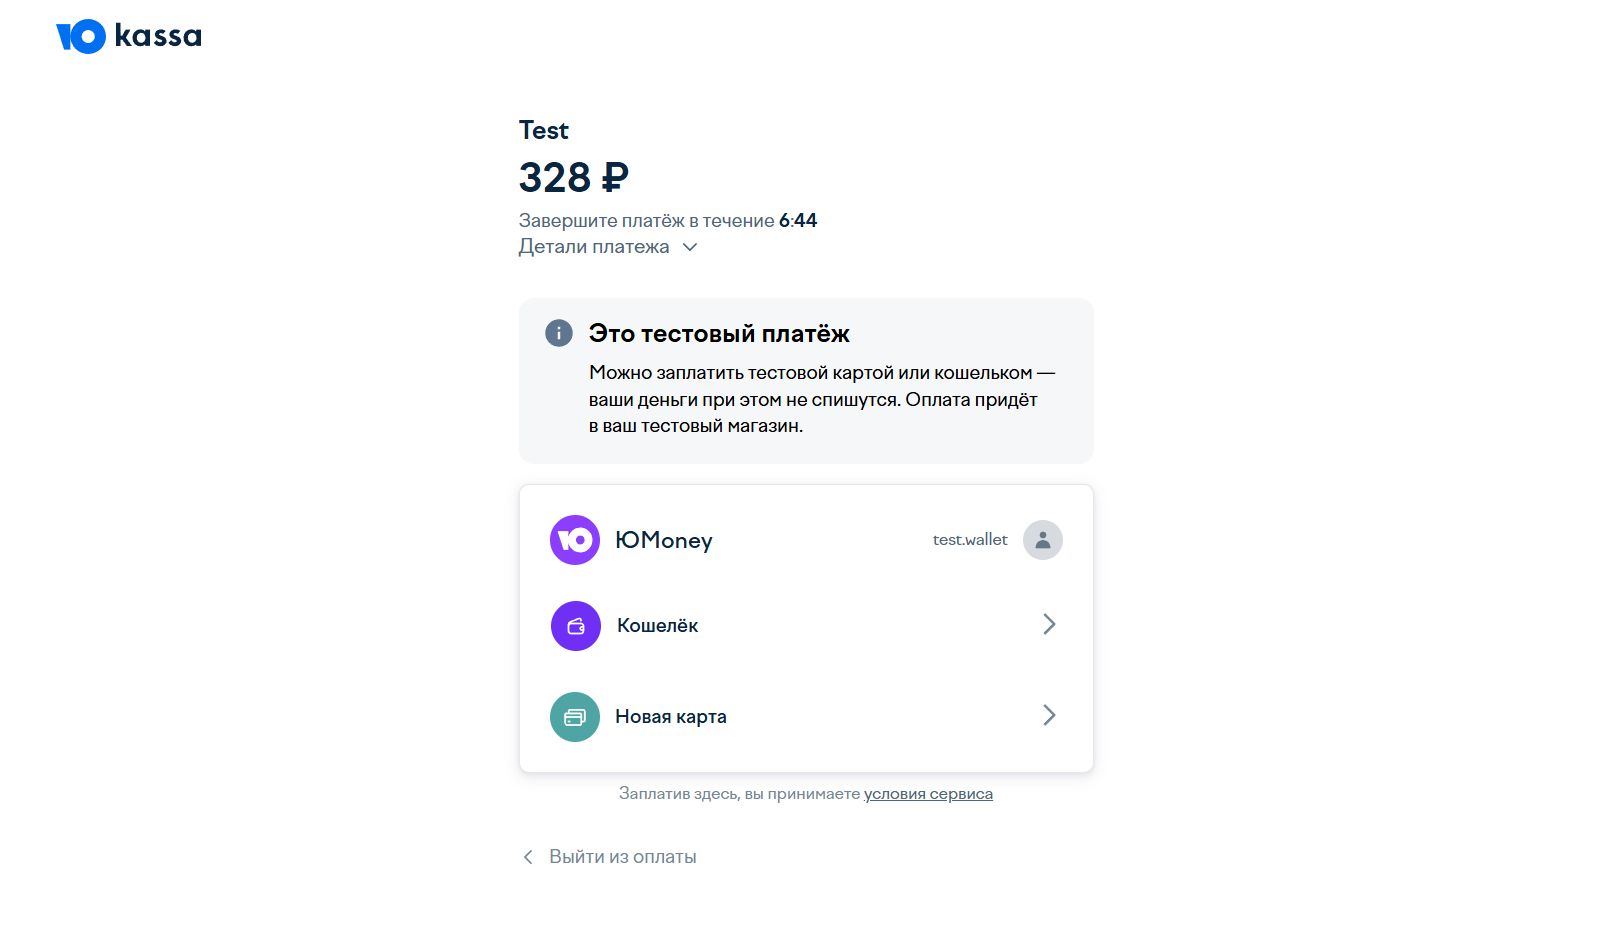 Ю kassa
Test
328 ₽
Завершите платёж в течение 6:44
Детали платежа
Это тестовый платёж
Можно заплатить тестовой картой или кошельком —
ваши деньги при этом не спишутся. Оплата придёт
в ваш тестовый магазин.
ЮMoney test.wallet
Кошелёк
Новая карта
Заплатив здесь, вы принимаете условия сервиса
Выйти из оплаты